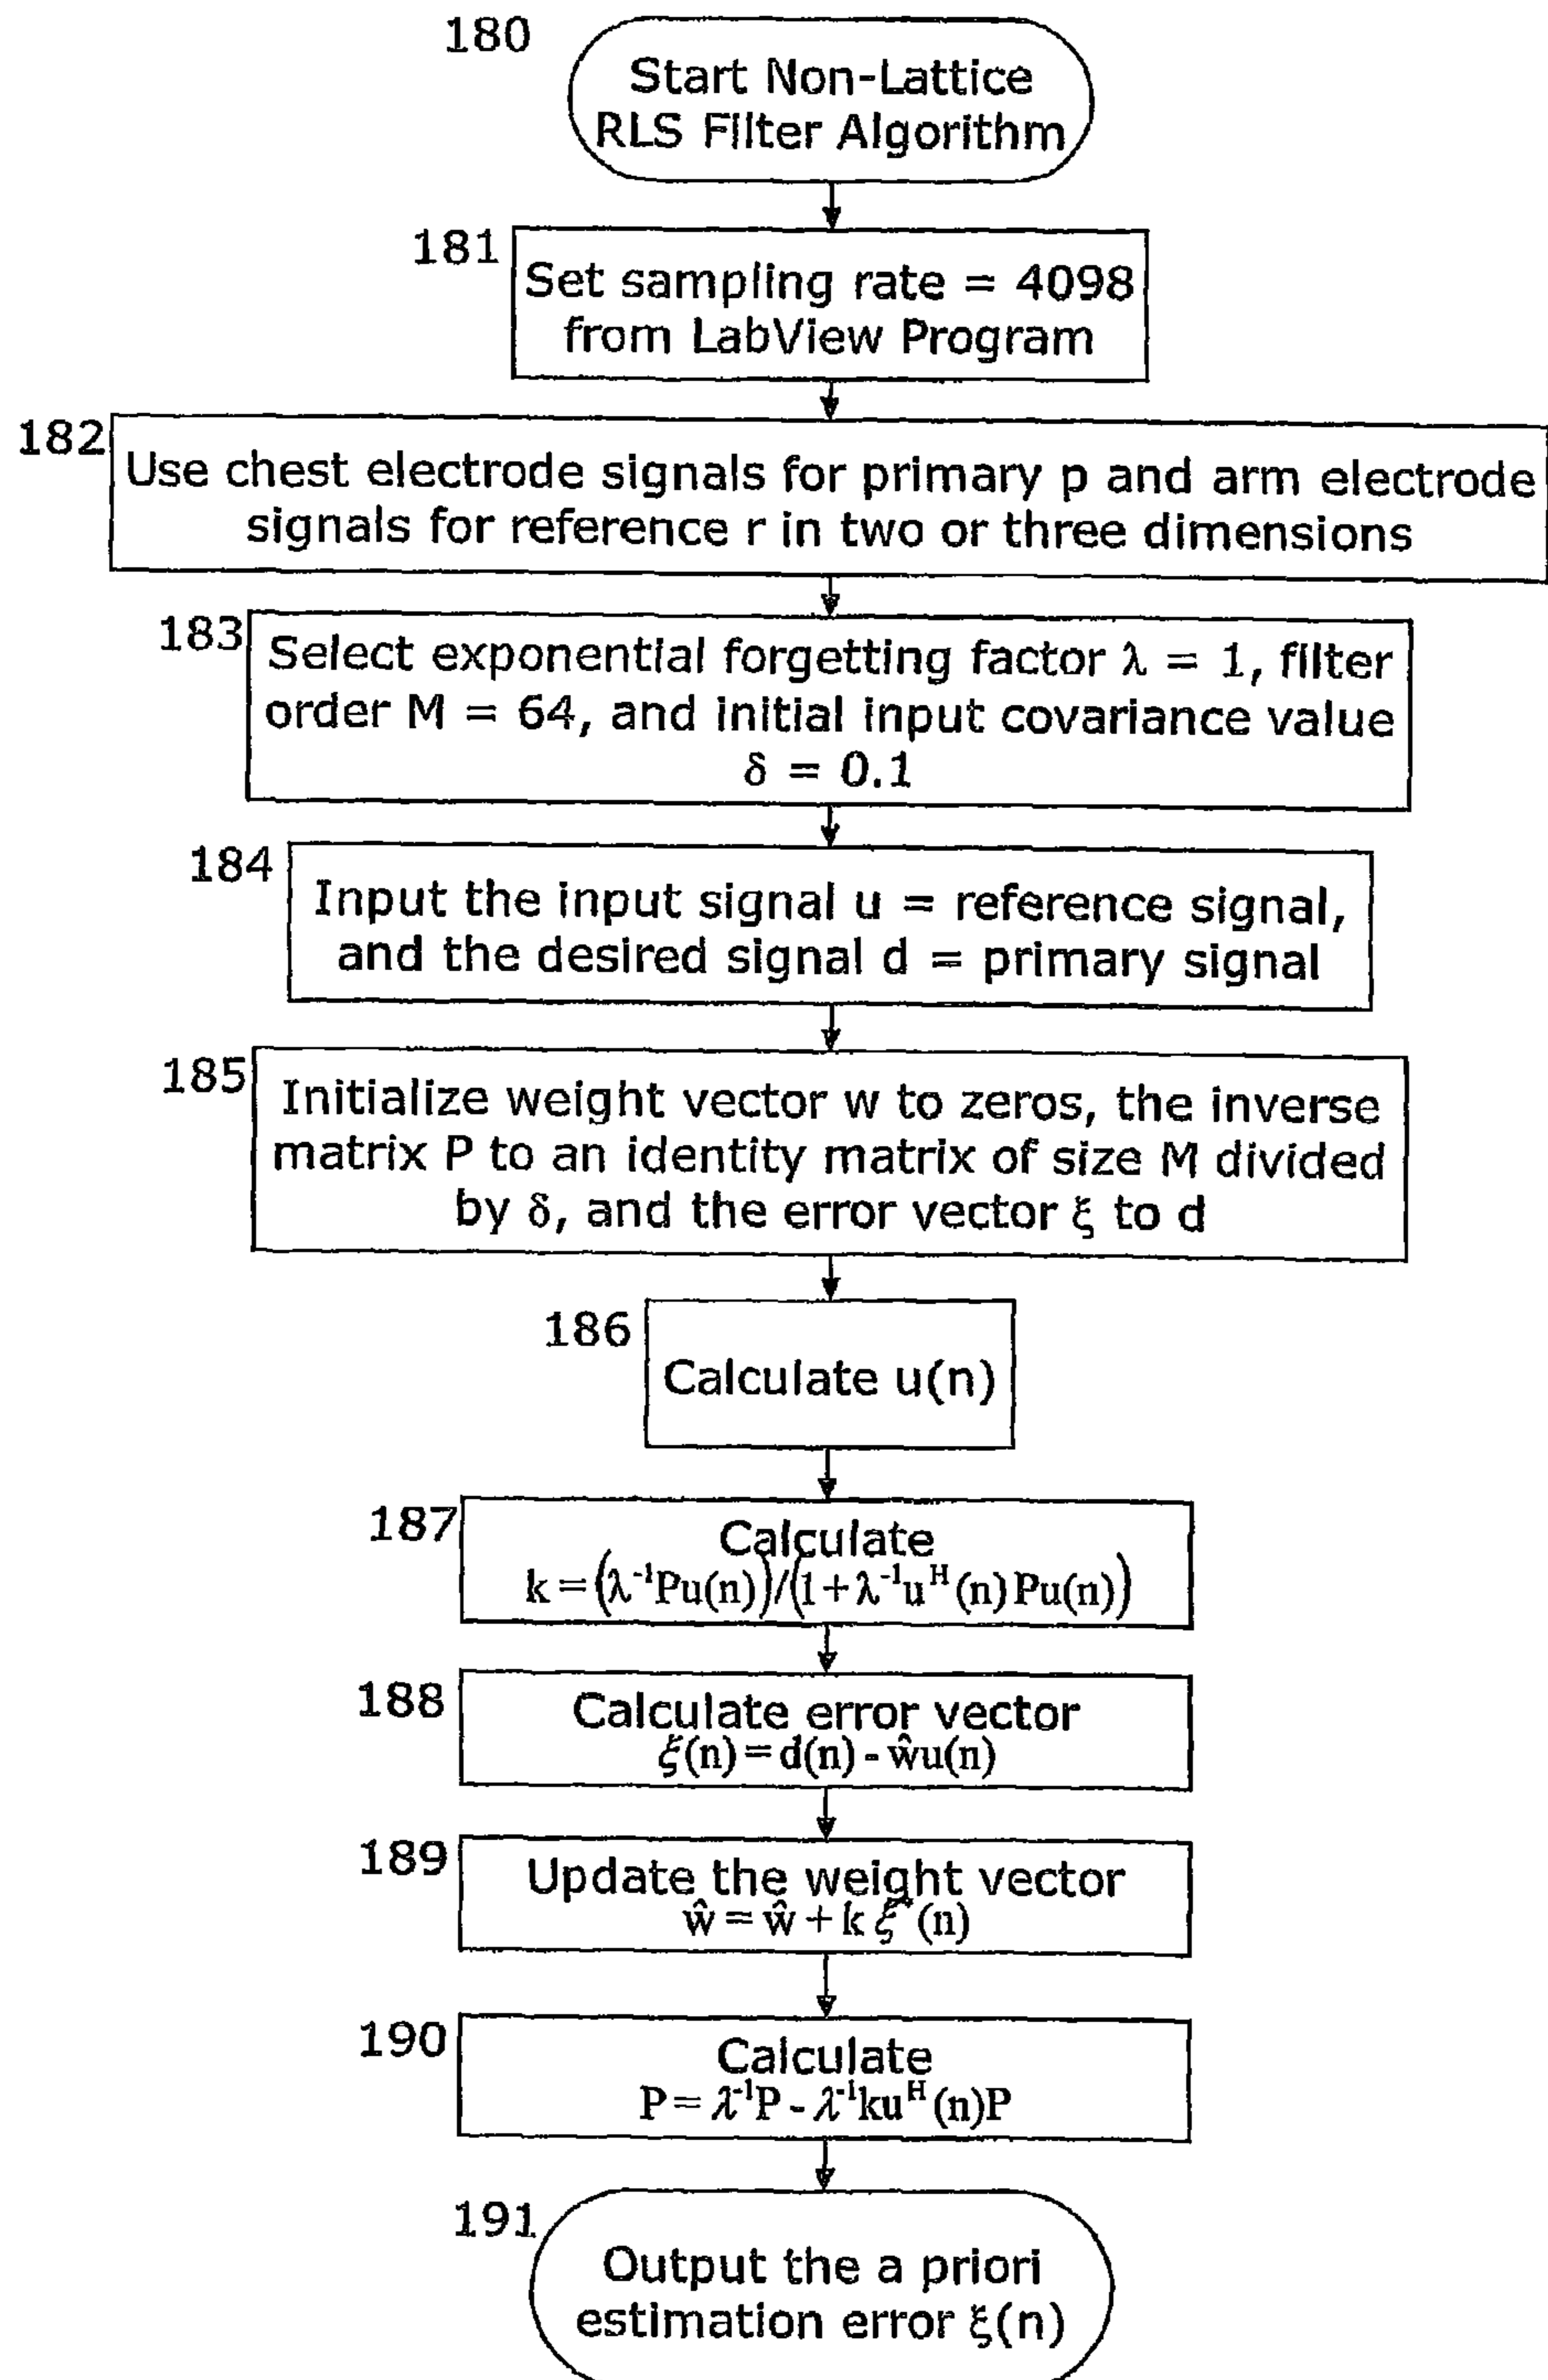 180
Start Non-Lattice
RLS Filter Algorithm
181
Set sampling rate = 4098
from LabView Program
182
Use chest electrode signals for primary p and arm electrode
signals for reference r in two or three dimensions
183
Select exponential forgetting factor λ = 1, filter
order M = 64, and initial input covariance value
δ = 0.1
184
Input the input signal u = reference signal,
and the desired signal d = primary signal
185
Initialize weight vector w to zeros, the inverse
matrix P to an identity matrix of size M divided
by δ, and the error vector ξ to d
186
Calculate u(n)
187
Calculate
k = (λ⁻¹Pu(n))/(1+λ⁻¹uᴴ(n)Pu(n))
188
Calculate error vector
ξ(n) = d(n) - ŵu(n)
189
Update the weight vector
ŵ = ŵ + k ξ*(n)
190
Calculate
P = λ⁻¹P - λ⁻¹kuᴴ(n)P
191
Output the a priori
estimation error ξ(n)